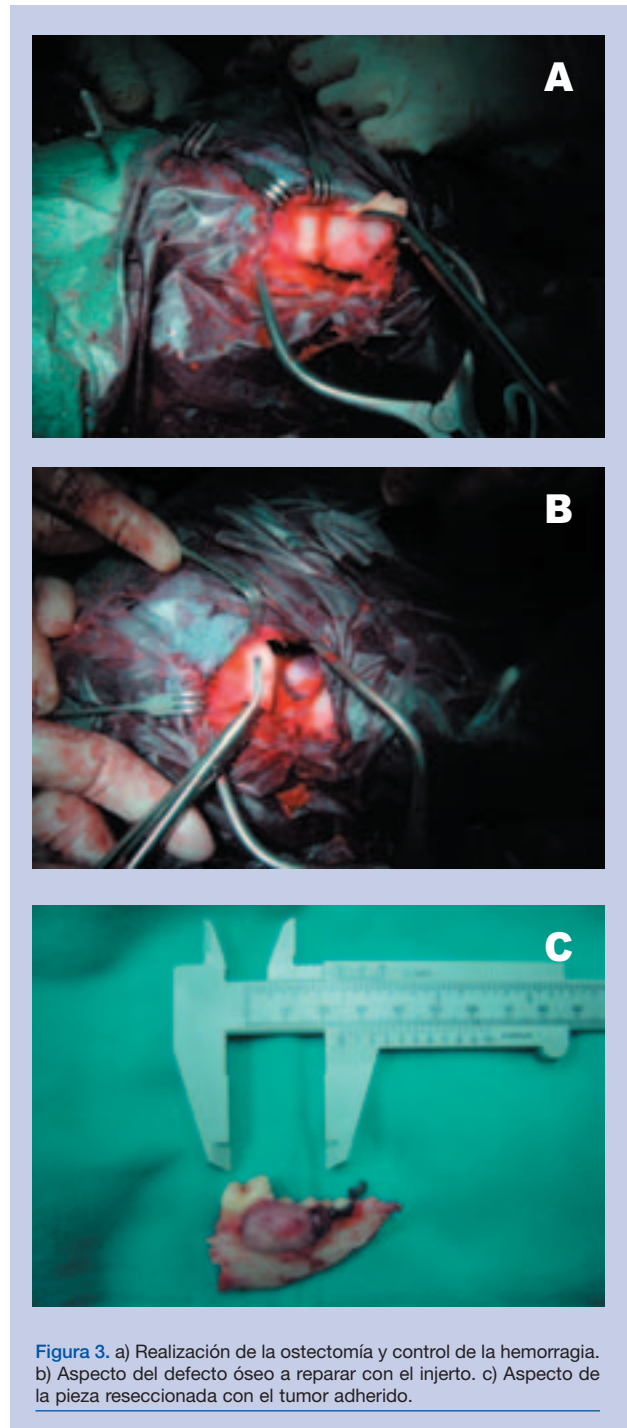 A
B
C
Figura 3. a) Realización de la ostectomía y control de la hemorragia.
b) Aspecto del defecto óseo a reparar con el injerto. c) Aspecto de
la pieza reseccionada con el tumor adherido.